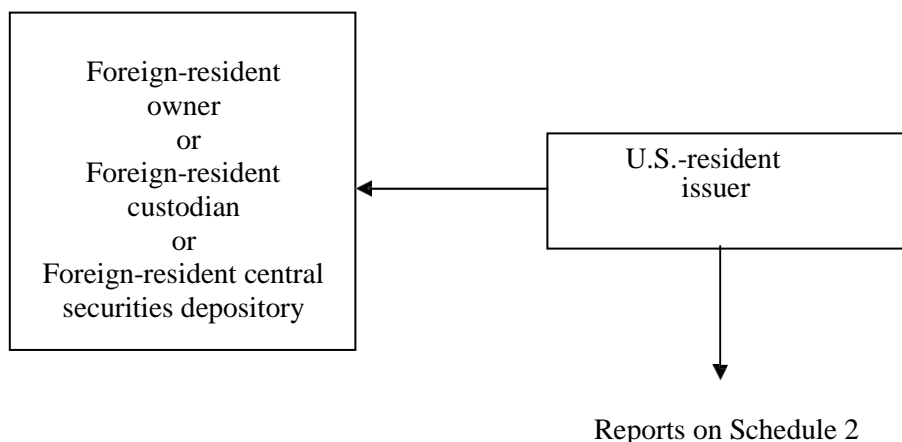 Foreign-resident
owner
or
Foreign-resident
custodian
or
Foreign-resident central
securities depository
U.S.-resident
issuer
Reports on Schedule 2